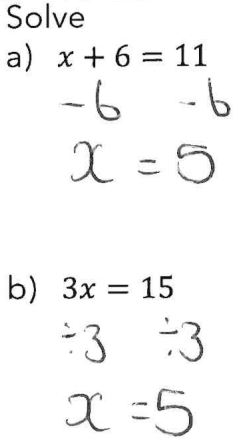 Solve
a) x + 6 = 11
-6 -6
x = 5
b) 3x = 15
÷3 ÷3
x = 5